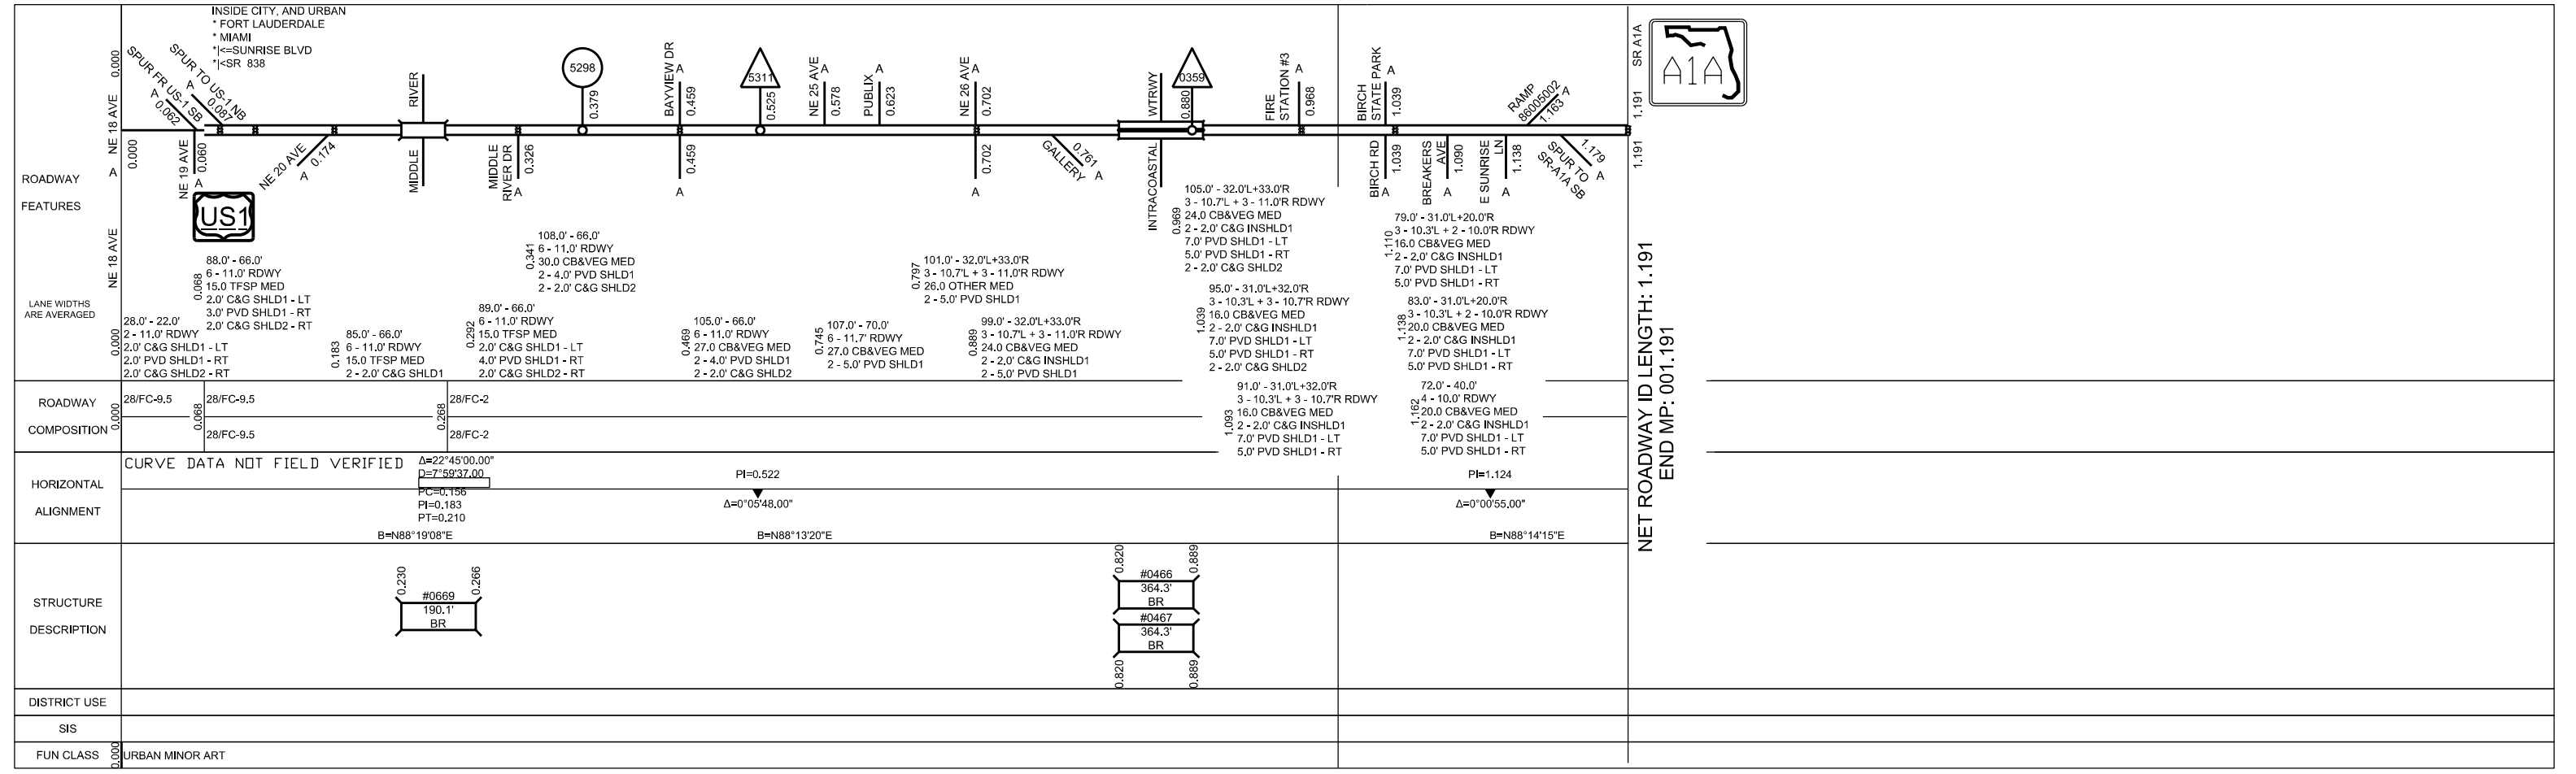 INSIDE CITY, AND URBAN
* FORT LAUDERDALE
* MIAMI
*|<=SUNRISE BLVD
*|<SR 838
ROADWAY
FEATURES
LANE WIDTHS
ARE AVERAGED
0.000
NE 18 AVE
A
0.000
NE 18 AVE
0.000
SPUR FR US-1 SB
A 0.062
SPUR TO US-1 NB
A 0.087
NE 19 AVE
0.060
A
US1
NE 20 AVE
0.174
A
RIVER
MIDDLE
MIDDLE
RIVER DR
0.326
A
5298
0.379
BAYVIEW DR
A
0.459
0.459
A
5311
0.525
NE 25 AVE
A
0.578
PUBLIX
A
0.623
NE 26 AVE
A
0.702
0.702
A
GALLERY
0.761
A
WTRWY
INTRACOASTAL
0359
0.880
FIRE
STATION #3
A
0.968
BIRCH
STATE PARK
A
1.039
BIRCH RD
1.039
A
BREAKERS
AVE
1.090
A
E SUNRISE
LN
1.138
A
RAMP
86005002
1.163 A
SPUR TO
SR-A1A SB
1.179
A
SR A1A
1.191
1.191
A1A
28.0' - 22.0'
2 - 11.0' RDWY
2.0' C&G SHLD1 - LT
2.0' PVD SHLD1 - RT
2.0' C&G SHLD2 - RT
0.068
88.0' - 66.0'
6 - 11.0' RDWY
15.0 TFSP MED
2.0' C&G SHLD1 - LT
3.0' PVD SHLD1 - RT
2.0' C&G SHLD2 - RT
0.183
85.0' - 66.0'
6 - 11.0' RDWY
15.0 TFSP MED
2 - 2.0' C&G SHLD1
0.292
89.0' - 66.0'
6 - 11.0' RDWY
15.0 TFSP MED
2.0' C&G SHLD1 - LT
4.0' PVD SHLD1 - RT
2.0' C&G SHLD2 - RT
0.341
108.0' - 66.0'
6 - 11.0' RDWY
30.0 CB&VEG MED
2 - 4.0' PVD SHLD1
2 - 2.0' C&G SHLD2
0.469
105.0' - 66.0'
6 - 11.0' RDWY
27.0 CB&VEG MED
2 - 4.0' PVD SHLD1
2 - 2.0' C&G SHLD2
0.745
107.0' - 70.0'
6 - 11.7' RDWY
27.0 CB&VEG MED
2 - 5.0' PVD SHLD1
0.797
101.0' - 32.0'L+33.0'R
3 - 10.7'L + 3 - 11.0'R RDWY
26.0 OTHER MED
2 - 5.0' PVD SHLD1
0.889
99.0' - 32.0'L+33.0'R
3 - 10.7'L + 3 - 11.0'R RDWY
24.0 CB&VEG MED
2 - 2.0' C&G INSHLD1
2 - 5.0' PVD SHLD1
0.969
105.0' - 32.0'L+33.0'R
3 - 10.7'L + 3 - 11.0'R RDWY
24.0 CB&VEG MED
2 - 2.0' C&G INSHLD1
7.0' PVD SHLD1 - LT
5.0' PVD SHLD1 - RT
2 - 2.0' C&G SHLD2
1.039
95.0' - 31.0'L+32.0'R
3 - 10.3'L + 3 - 10.7'R RDWY
16.0 CB&VEG MED
2 - 2.0' C&G INSHLD1
7.0' PVD SHLD1 - LT
5.0' PVD SHLD1 - RT
2 - 2.0' C&G SHLD2
1.093
91.0' - 31.0'L+32.0'R
3 - 10.3'L + 3 - 10.7'R RDWY
16.0 CB&VEG MED
2 - 2.0' C&G INSHLD1
7.0' PVD SHLD1 - LT
5.0' PVD SHLD1 - RT
1.110
79.0' - 31.0'L+20.0'R
3 - 10.3'L + 2 - 10.0'R RDWY
16.0 CB&VEG MED
2 - 2.0' C&G INSHLD1
7.0' PVD SHLD1 - LT
5.0' PVD SHLD1 - RT
1.138
83.0' - 31.0'L+20.0'R
3 - 10.3'L + 2 - 10.0'R RDWY
20.0 CB&VEG MED
2 - 2.0' C&G INSHLD1
7.0' PVD SHLD1 - LT
5.0' PVD SHLD1 - RT
1.162
72.0' - 40.0'
4 - 10.0' RDWY
20.0 CB&VEG MED
2 - 2.0' C&G INSHLD1
7.0' PVD SHLD1 - LT
5.0' PVD SHLD1 - RT
NET ROADWAY ID LENGTH: 1.191
END MP: 001.191
ROADWAY
COMPOSITION
0.000
28/FC-9.5
0.068
28/FC-9.5
28/FC-9.5
0.268
28/FC-2
28/FC-2
HORIZONTAL
ALIGNMENT
CURVE DATA NOT FIELD VERIFIED
Δ=22°45'00.00"
D=7°59'37.00
PC=0.156
PI=0.183
PT=0.210
B=N88°19'08"E
PI=0.522
Δ=0°05'48.00"
B=N88°13'20"E
PI=1.124
Δ=0°00'55.00"
B=N88°14'15"E
STRUCTURE
DESCRIPTION
0.230
0.266
#0669
190.1'
BR
0.820
0.889
#0466
364.3'
BR
#0467
364.3'
BR
0.820
0.889
DISTRICT USE
SIS
FUN CLASS
0.000
URBAN MINOR ART